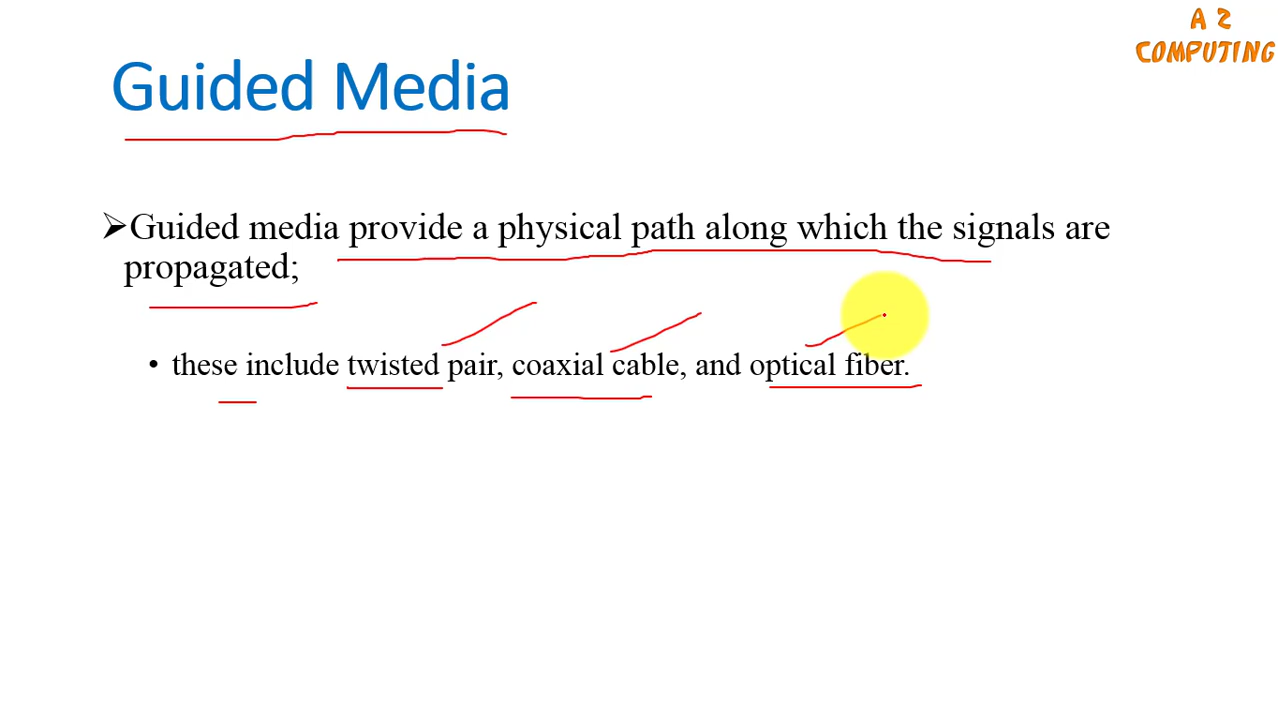 A Z
COMPUTING
Guided Media
➢Guided media provide a physical path along which the signals are
propagated;
• these include twisted pair, coaxial cable, and optical fiber.